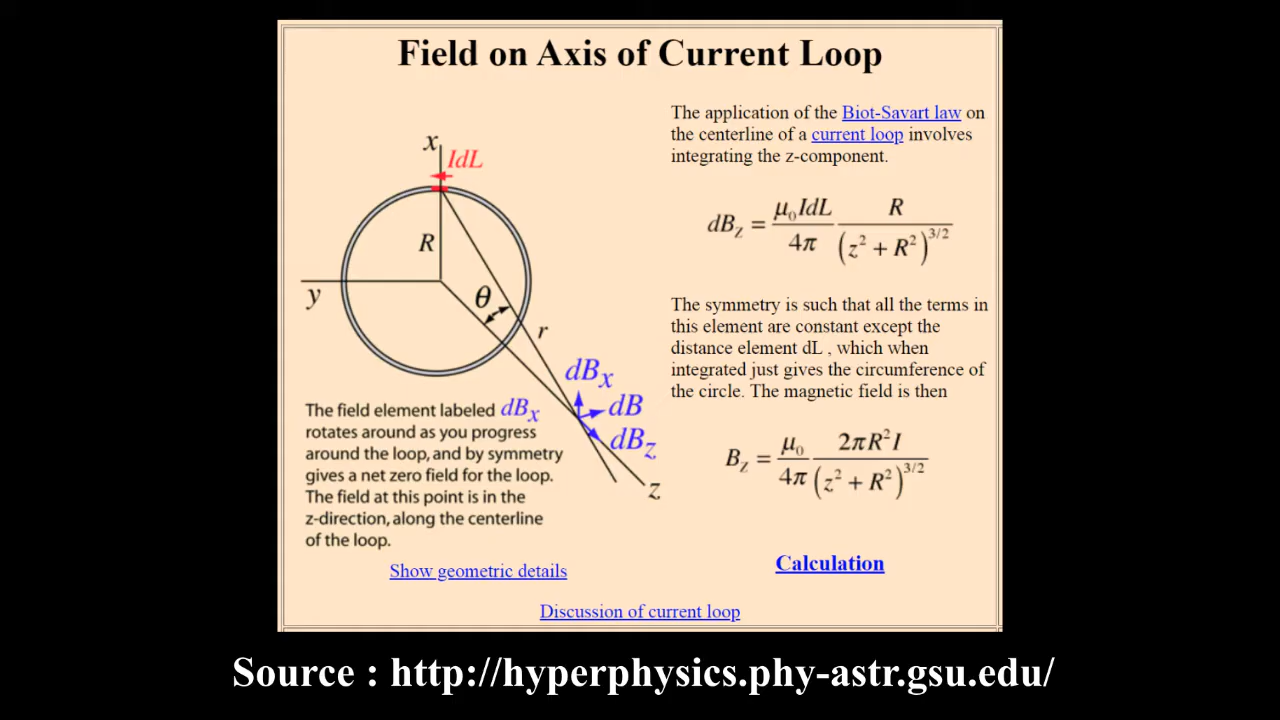 Field on Axis of Current Loop
x
IdL
R
y
θ
r
dBₓ
dB
dB_z
z
The field element labeled dBₓ
rotates around as you progress
around the loop, and by symmetry
gives a net zero field for the loop.
The field at this point is in the
z-direction, along the centerline
of the loop.
Show geometric details
The application of the Biot-Savart law on
the centerline of a current loop involves
integrating the z-component.
dB_z = μ₀IdL/4π R/(z² + R²)^3/2
The symmetry is such that all the terms in
this element are constant except the
distance element dL , which when
integrated just gives the circumference of
the circle. The magnetic field is then
B_z = μ₀/4π 2πR²I/(z² + R²)^3/2
Calculation
Discussion of current loop
Source : http://hyperphysics.phy-astr.gsu.edu/